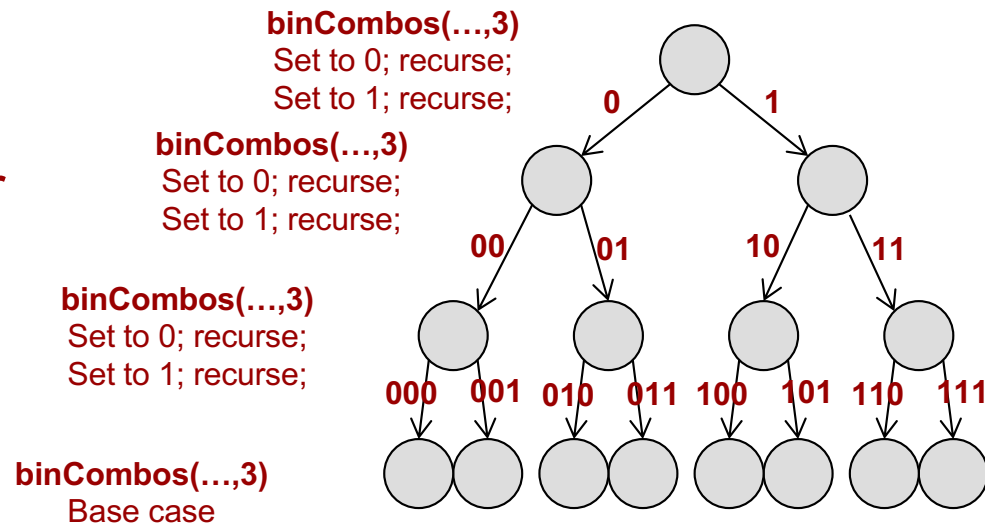 binCombos(…,3)
Set to 0; recurse;
Set to 1; recurse;
0 1
binCombos(…,3)
Set to 0; recurse;
Set to 1; recurse;
00 01 10 11
binCombos(…,3)
Set to 0; recurse;
Set to 1; recurse;
000 001 010 011 100 101 110 111
binCombos(…,3)
Base case